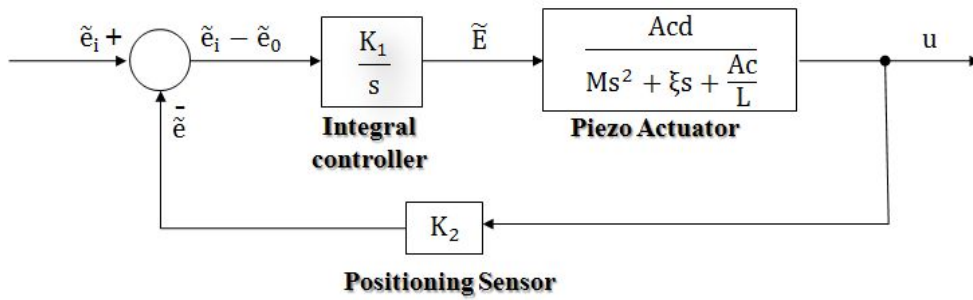 ẽᵢ +
ẽᵢ − ẽ₀
K₁
s
Ẽ
Acd
Ms² + ξs + Ac
L
u
-
ẽ
Integral
controller
Piezo Actuator
K₂
Positioning Sensor